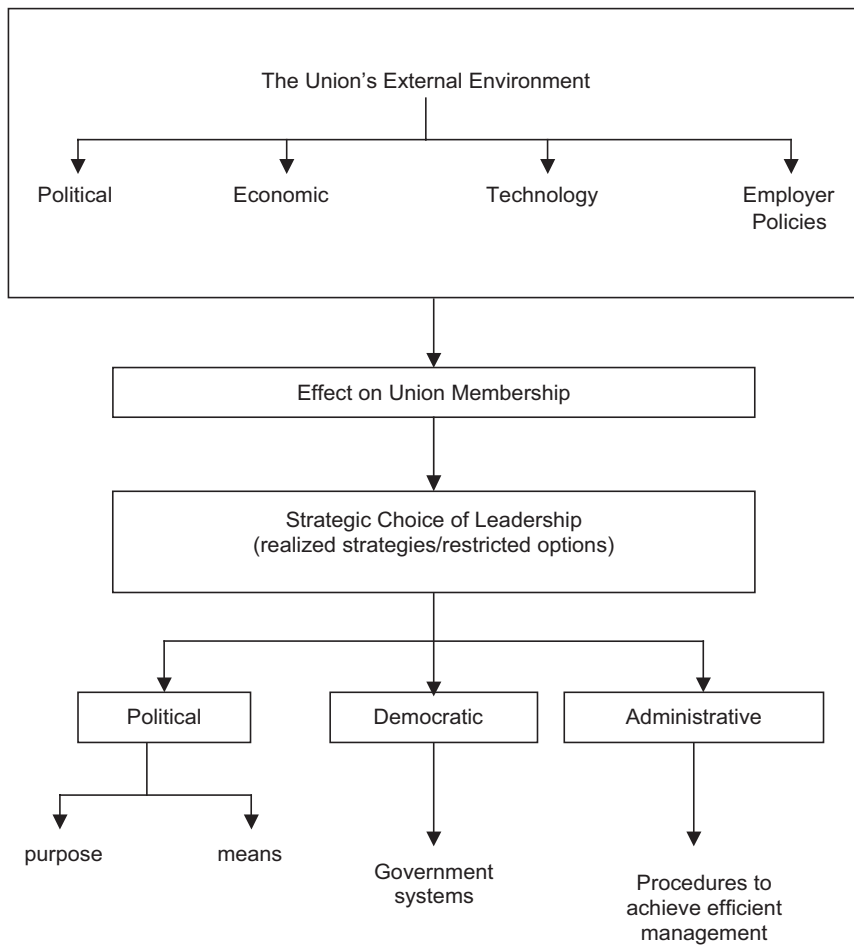 The Union’s External Environment
Political
Economic
Technology
Employer
Policies
Effect on Union Membership
Strategic Choice of Leadership
(realized strategies/restricted options)
Political
Democratic
Administrative
purpose
means
Government
systems
Procedures to
achieve efficient
management